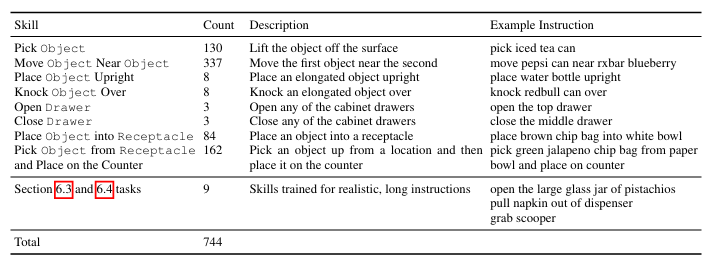 Skill Count Description Example Instruction
Pick Object 130 Lift the object off the surface pick iced tea can
Move Object Near Object 337 Move the first object near the second move pepsi can near rxbar blueberry
Place Object Upright 8 Place an elongated object upright place water bottle upright
Knock Object Over 8 Knock an elongated object over knock redbull can over
Open Drawer 3 Open any of the cabinet drawers open the top drawer
Close Drawer 3 Close any of the cabinet drawers close the middle drawer
Place Object into Receptacle 84 Place an object into a receptacle place brown chip bag into white bowl
Pick Object from Receptacle 162 Pick an object up from a location and then pick green jalapeno chip bag from paper
and Place on the Counter place it on the counter bowl and place on counter
Section 6.3 and 6.4 tasks 9 Skills trained for realistic, long instructions open the large glass jar of pistachios
pull napkin out of dispenser
grab scooper
Total 744